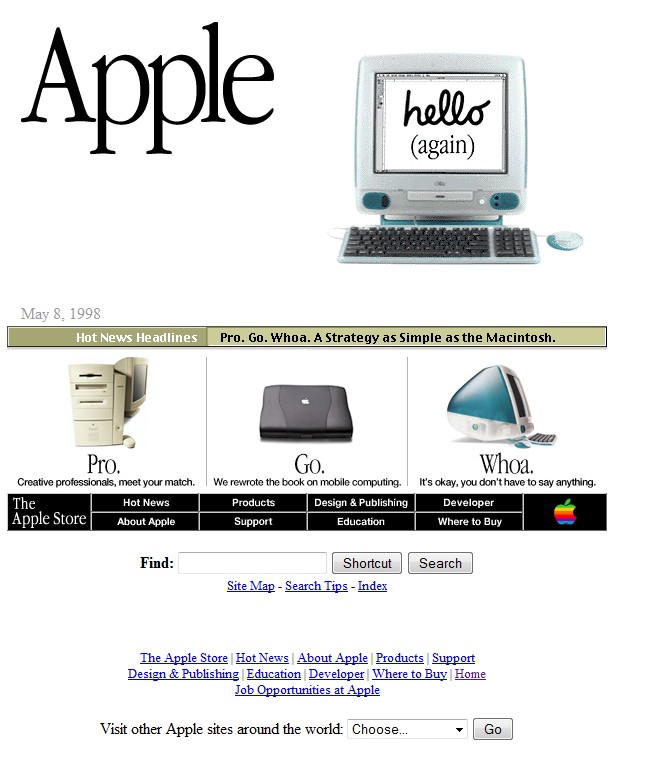 Apple
hello
(again)
May 8, 1998
Hot News Headlines Pro. Go. Whoa. A Strategy as Simple as the Macintosh.
Pro. Go. Whoa.
Creative professionals, meet your match. We rewrote the book on mobile computing. It's okay, you don't have to say anything.
The Apple Store
Hot News Products Design & Publishing Developer
About Apple Support Education Where to Buy
Find: Shortcut Search
Site Map - Search Tips - Index
The Apple Store | Hot News | About Apple | Products | Support
Design & Publishing | Education | Developer | Where to Buy | Home
Job Opportunities at Apple
Visit other Apple sites around the world: Choose... Go